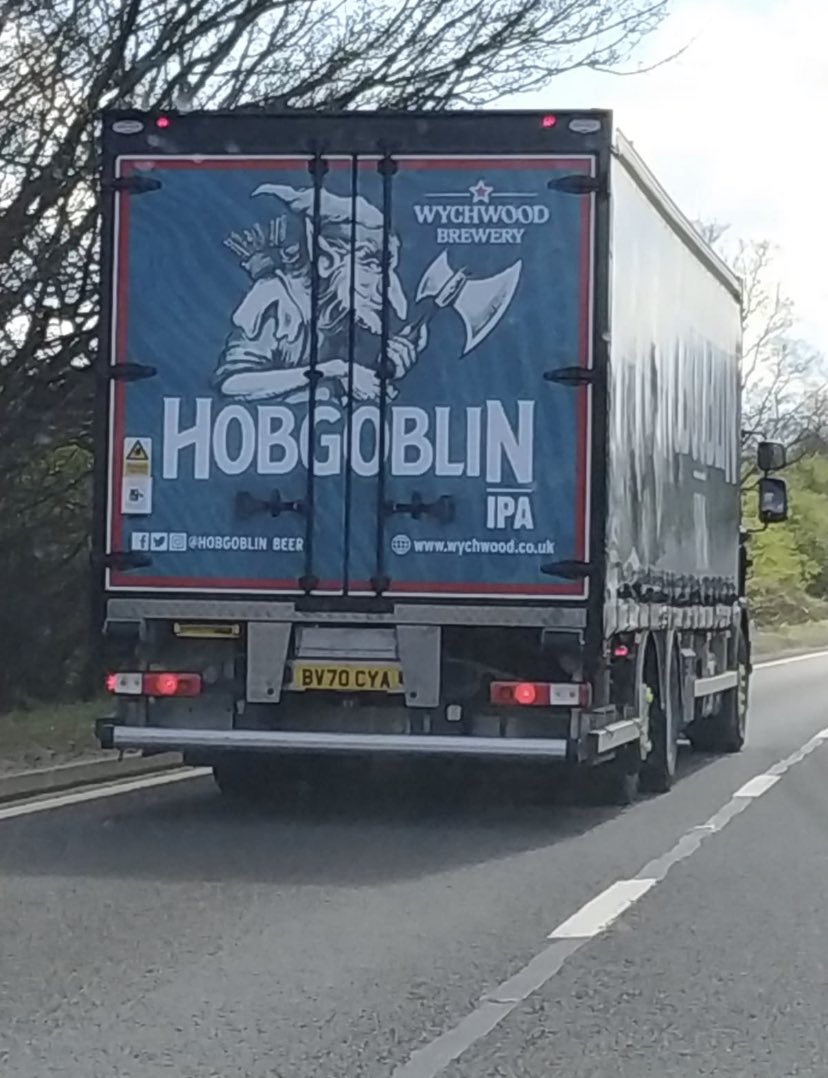 WYCHWOOD
BREWERY
HOBGOBLIN
IPA
@HOBGOBLIN BEER
www.wychwood.co.uk
BV70 CYA